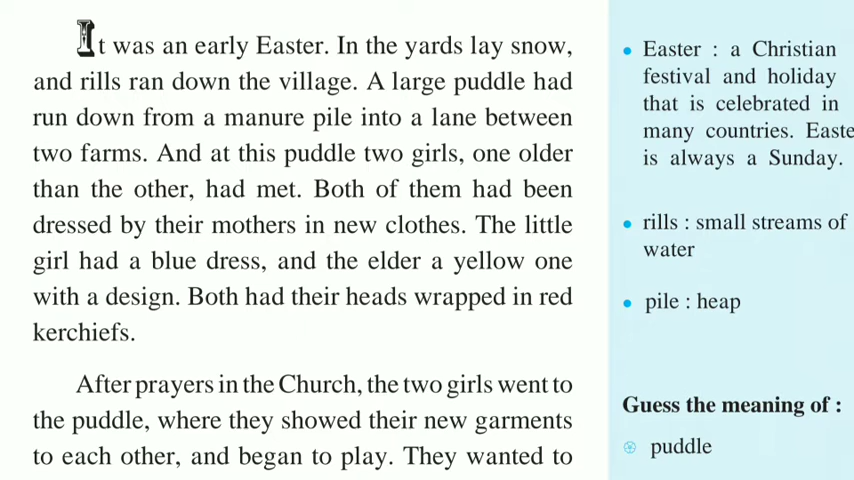 It was an early Easter. In the yards lay snow,
and rills ran down the village. A large puddle had
run down from a manure pile into a lane between
two farms. And at this puddle two girls, one older
than the other, had met. Both of them had been
dressed by their mothers in new clothes. The little
girl had a blue dress, and the elder a yellow one
with a design. Both had their heads wrapped in red
kerchiefs.
After prayers in the Church, the two girls went to
the puddle, where they showed their new garments
to each other, and began to play. They wanted to
• Easter : a Christian
festival and holiday
that is celebrated in
many countries. Easte
is always a Sunday.
• rills : small streams of
water
• pile : heap
Guess the meaning of :
puddle